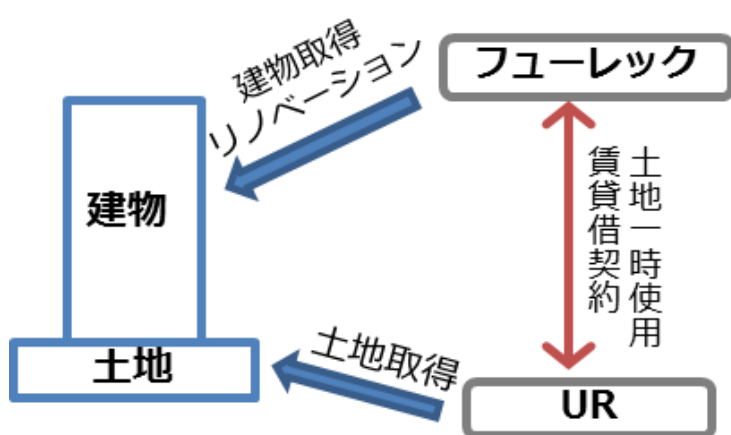 建物取得
リノベーション
フューレック
建物
土地一時使用
賃貸借契約
土地取得
土地
UR